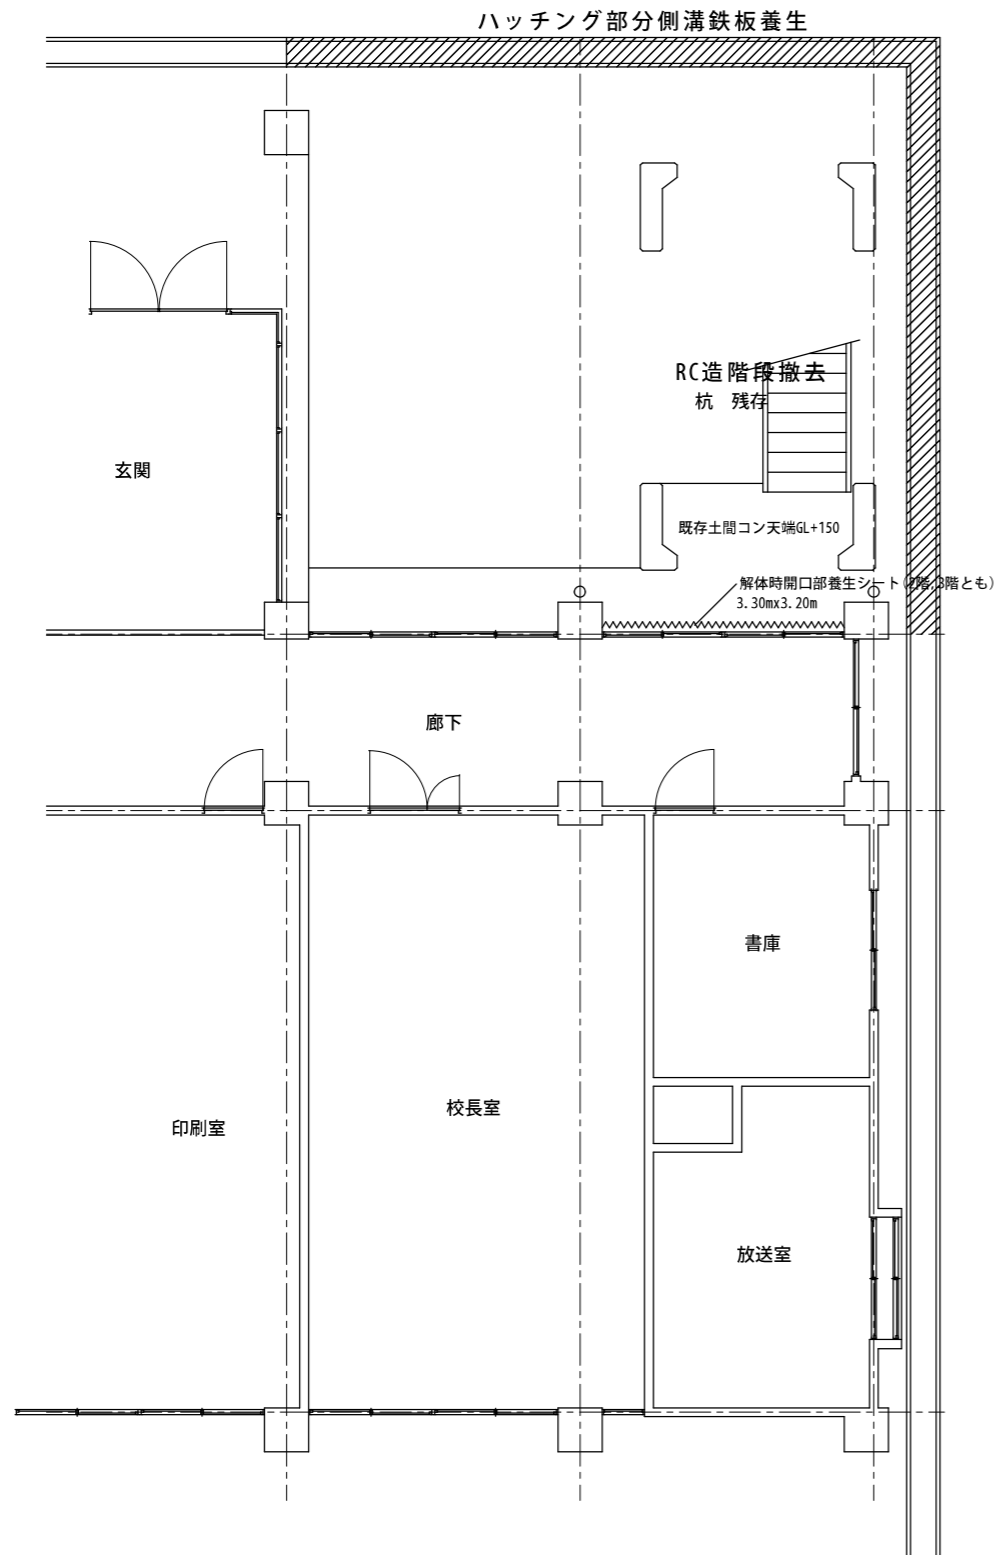 ハッチング部分側溝鉄板養生
RC造階段撤去
杭　残存
玄関
既存土間コン天端GL+150
解体時開口部養生シート(2階,3階とも)
3.30mx3.20m
廊下
書庫
校長室
印刷室
放送室